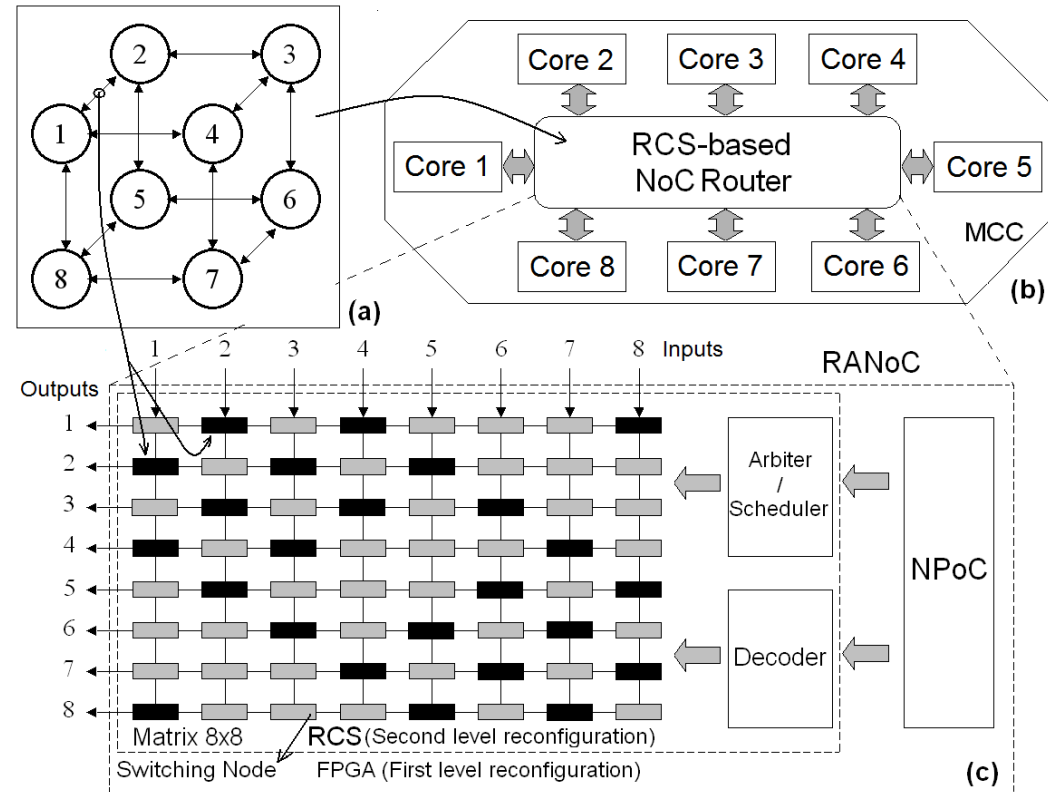 2
3
1
4
5
6
8
7
(a)
Core 2
Core 3
Core 4
Core 1
RCS-based
NoC Router
Core 5
Core 8
Core 7
Core 6
MCC
(b)
1 2 3 4 5 6 7 8 Inputs
RANoC
Outputs
1
2
3
4
5
6
7
8
Arbiter
/
Scheduler
Decoder
NPoC
Matrix 8x8
RCS (Second level reconfiguration)
Switching Node
FPGA (First level reconfiguration)
(c)